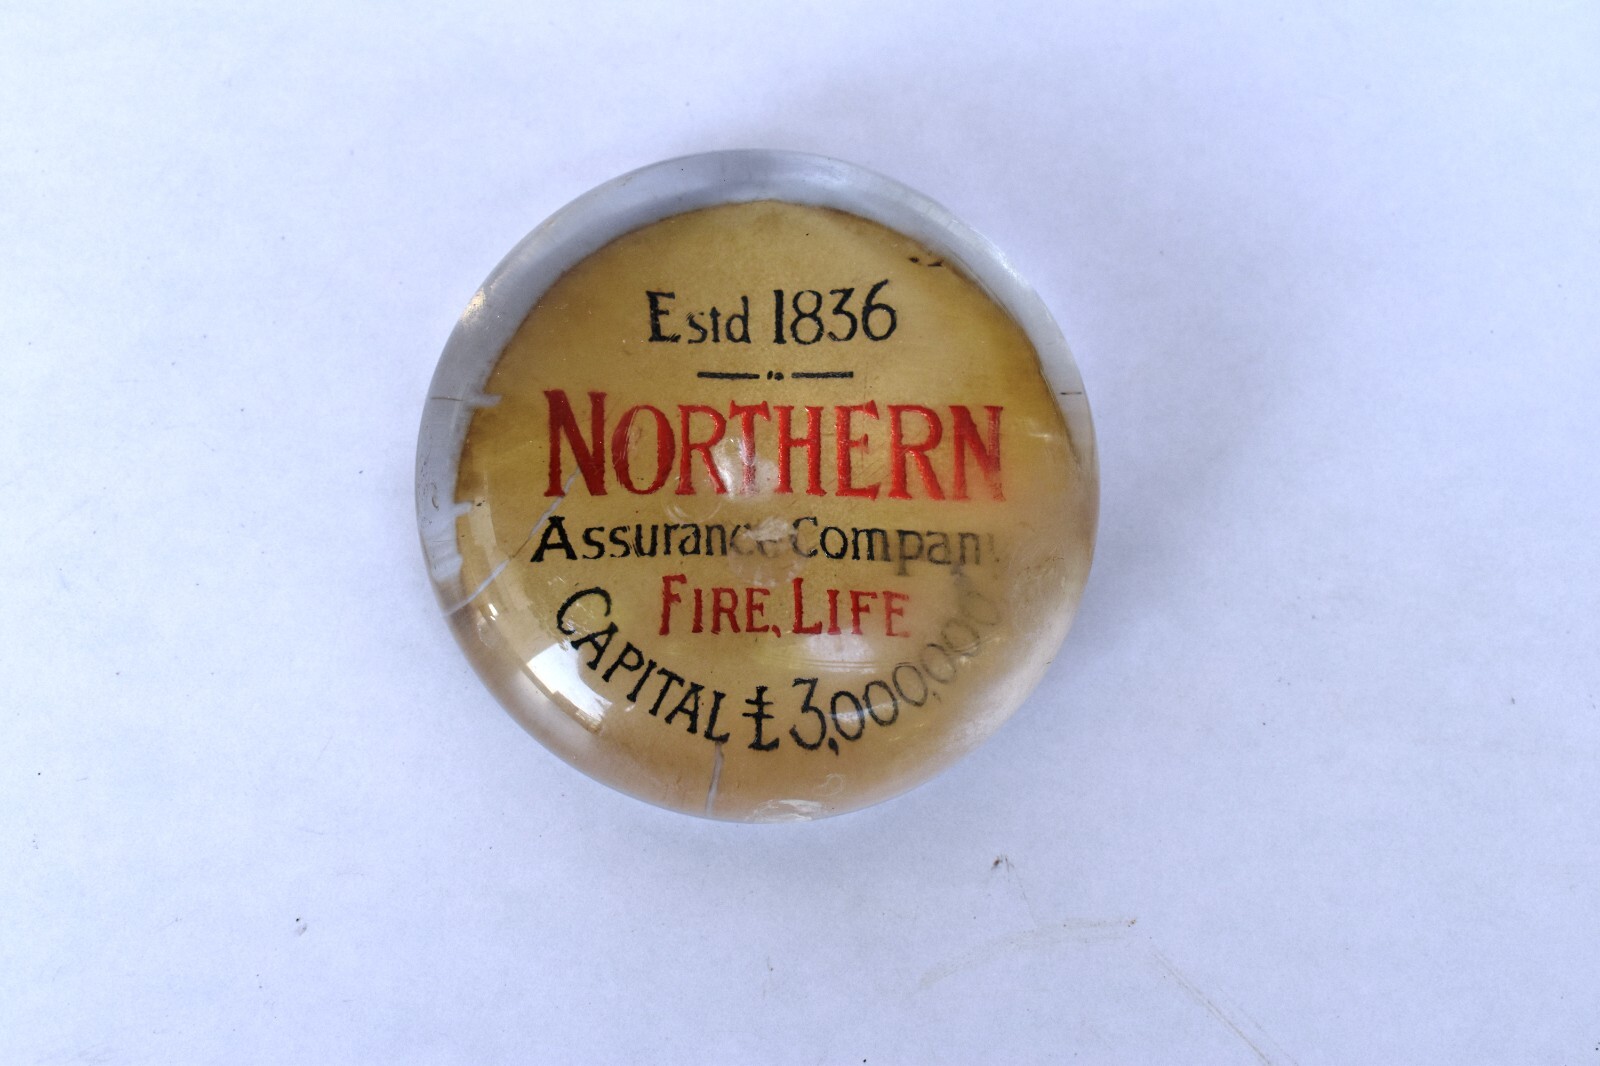 Estd 1836
NORTHERN
Assurance Company
FIRE, LIFE
CAPITAL £3,000,000